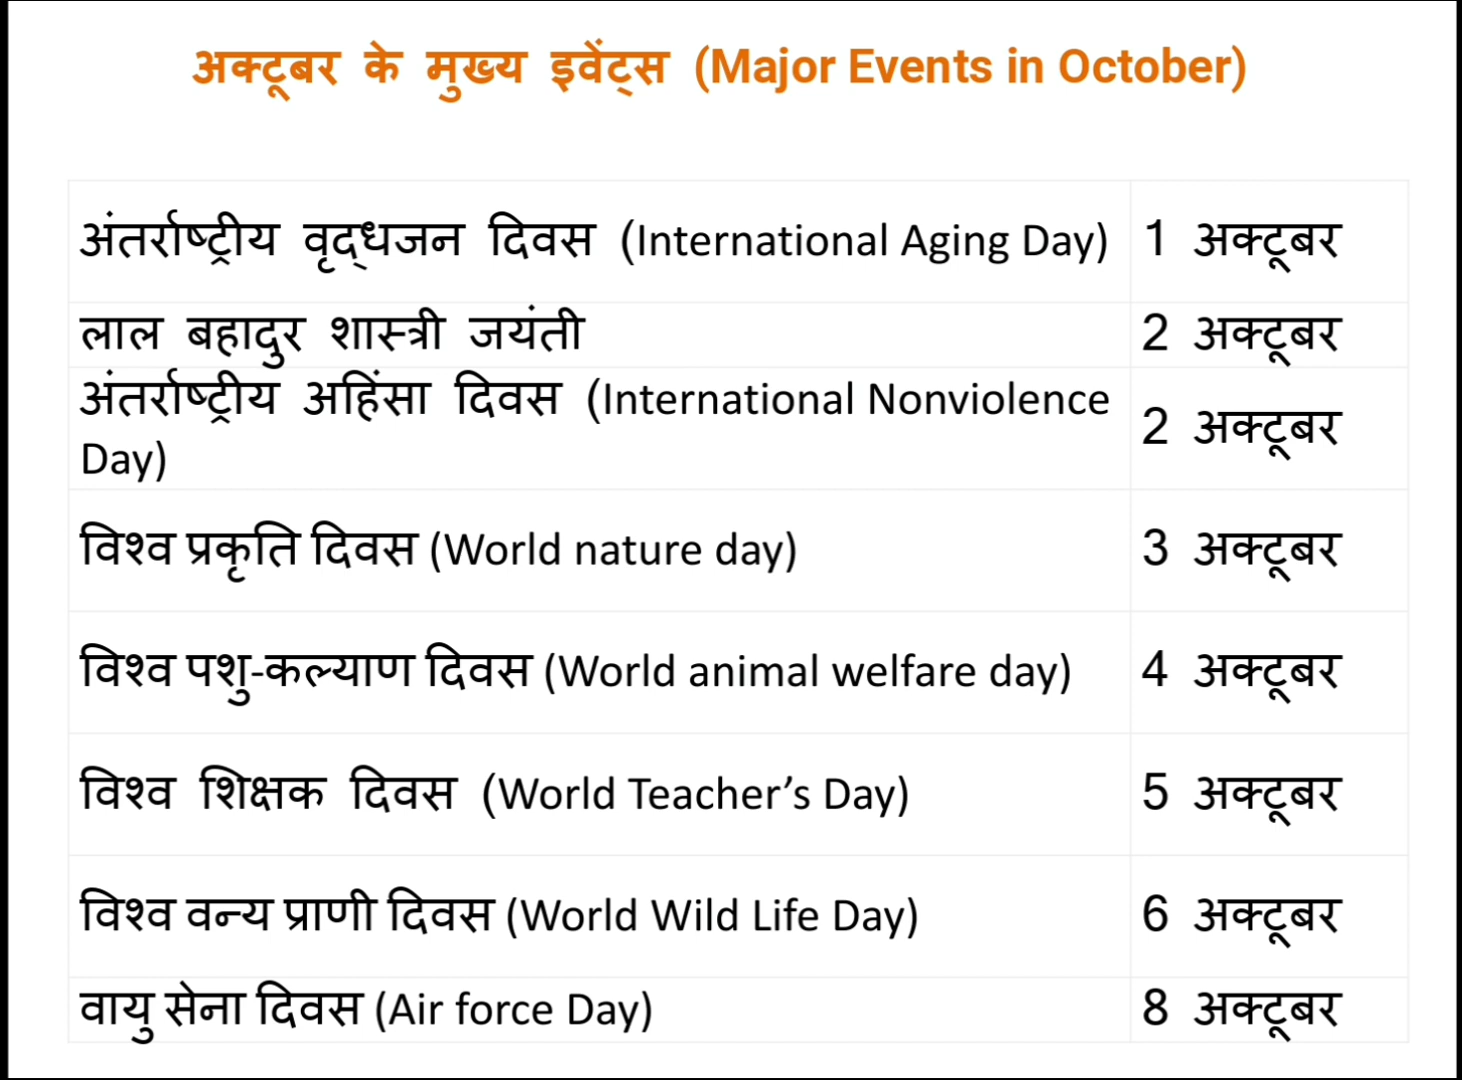 अक्टूबर के मुख्य इवेंट्स (Major Events in October)
अंतर्राष्ट्रीय वृद्धजन दिवस (International Aging Day) 1 अक्टूबर
लाल बहादुर शास्त्री जयंती 2 अक्टूबर
अंतर्राष्ट्रीय अहिंसा दिवस (International Nonviolence
Day) 2 अक्टूबर
विश्व प्रकृति दिवस (World nature day) 3 अक्टूबर
विश्व पशु-कल्याण दिवस (World animal welfare day) 4 अक्टूबर
विश्व शिक्षक दिवस (World Teacher’s Day) 5 अक्टूबर
विश्व वन्य प्राणी दिवस (World Wild Life Day) 6 अक्टूबर
वायु सेना दिवस (Air force Day) 8 अक्टूबर